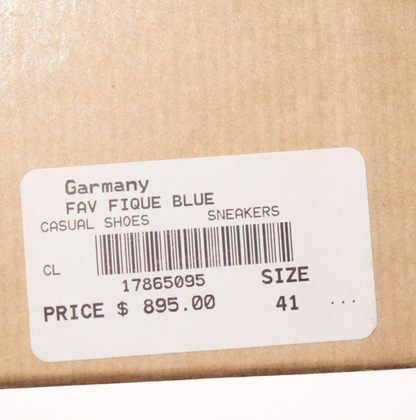 Garmany
FAV FIQUE BLUE
CASUAL SHOES SNEAKERS
CL
17865095 SIZE
PRICE $ 895.00 41 ...